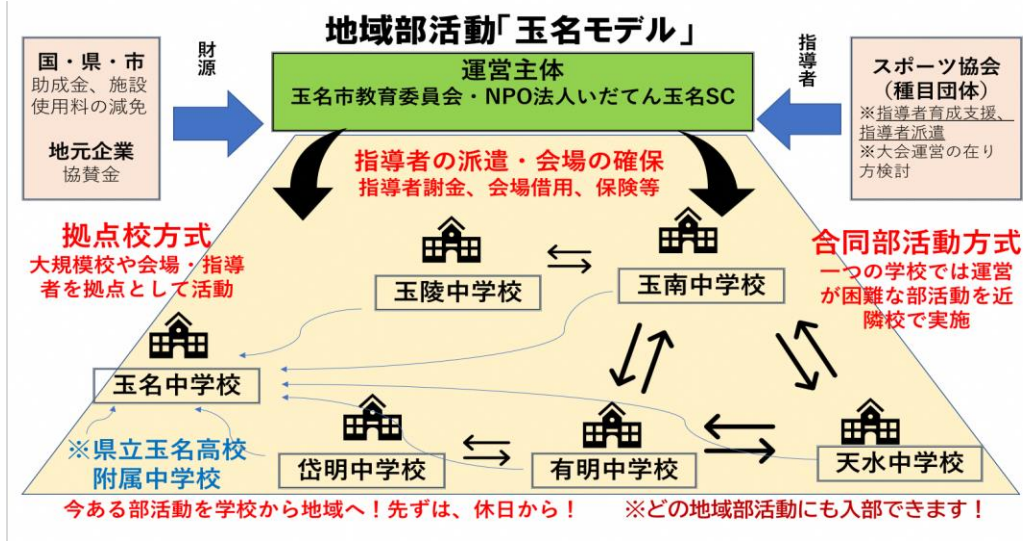 地域部活動「玉名モデル」
国・県・市
助成金、施設
使用料の減免
地元企業
協賛金
財源
運営主体
玉名市教育委員会・NPO法人いだてん玉名SC
指導者
スポーツ協会
（種目団体）
※指導者育成支援、
指導者派遣
※大会運営の在り
方検討
指導者の派遣・会場の確保
指導者謝金、会場借用、保険等
拠点校方式
大規模校や会場・指導
者を拠点として活動
合同部活動方式
一つの学校では運営
が困難な部活動を近
隣校で実施
玉陵中学校
玉南中学校
玉名中学校
※県立玉名高校
附属中学校
岱明中学校
有明中学校
天水中学校
今ある部活動を学校から地域へ！先ずは、休日から！
※どの地域部活動にも入部できます！